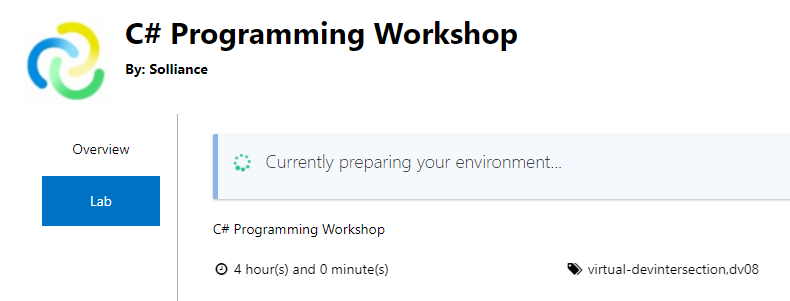 C# Programming Workshop
By: Solliance
Overview
Lab
Currently preparing your environment...
C# Programming Workshop
4 hour(s) and 0 minute(s)
virtual-devintersection,dv08